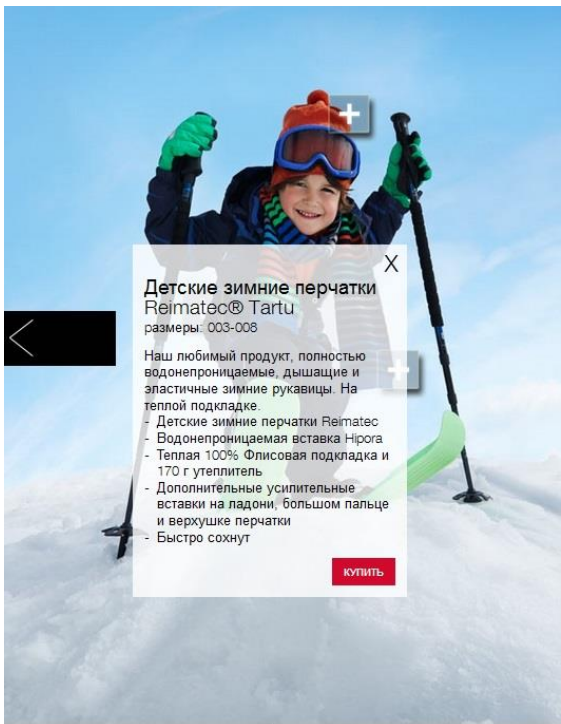 X
Детские зимние перчатки
Reimatec® Tartu
размеры: 003-008
Наш любимый продукт, полностью
водонепроницаемые, дышащие и
эластичные зимние рукавицы. На
теплой подкладке.
- Детские зимние перчатки Reimatec
- Водонепроницаемая вставка Hipora
- Теплая 100% Флисовая подкладка и
170 г утеплитель
- Дополнительные усилительные
вставки на ладони, большом пальце
и верхушке перчатки
- Быстро сохнут
КУПИТЬ